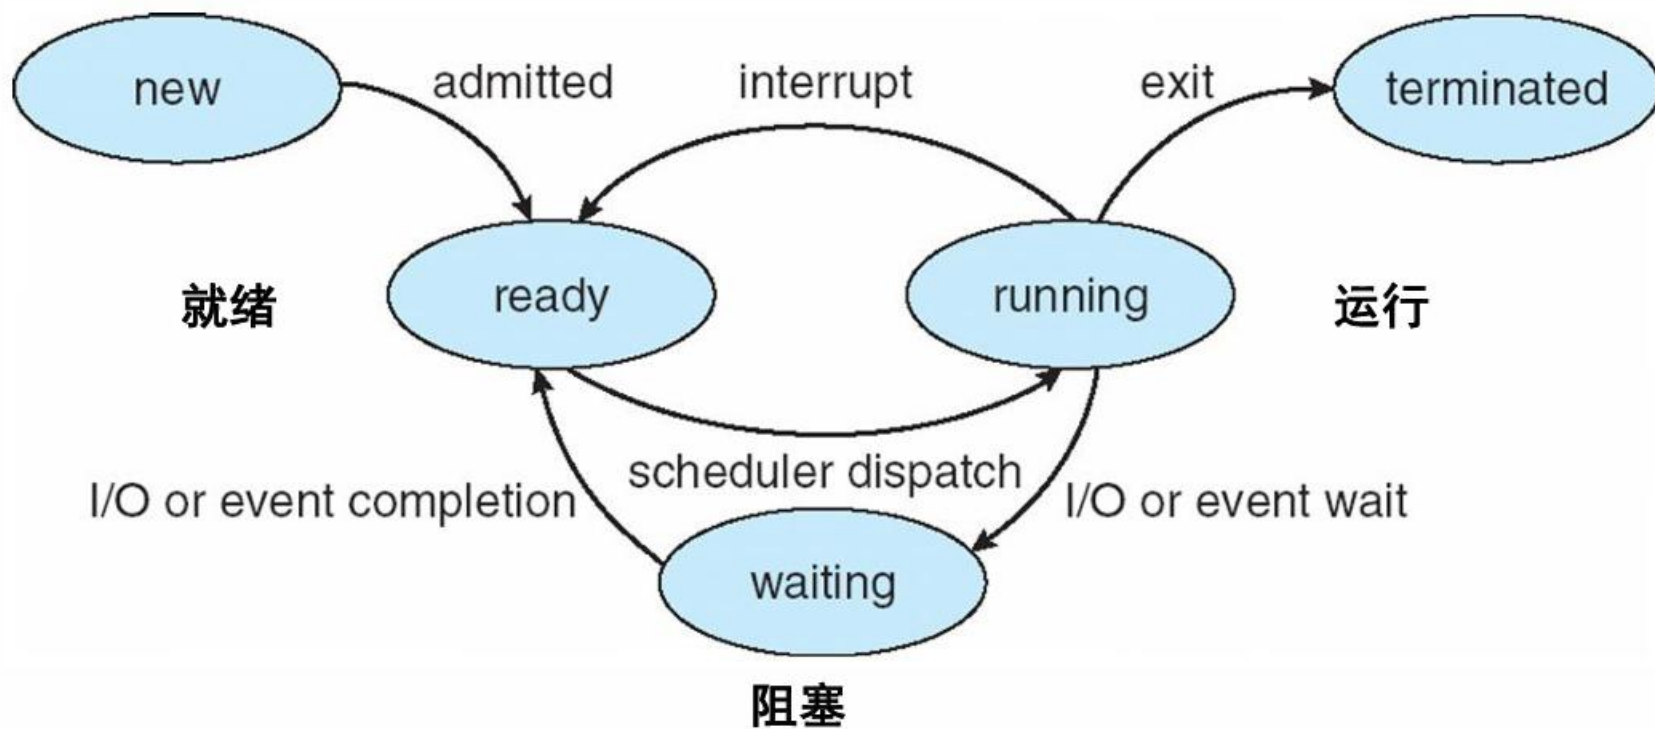 new
admitted
interrupt
exit
terminated
就绪
ready
running
运行
scheduler dispatch
I/O or event completion
I/O or event wait
waiting
阻塞